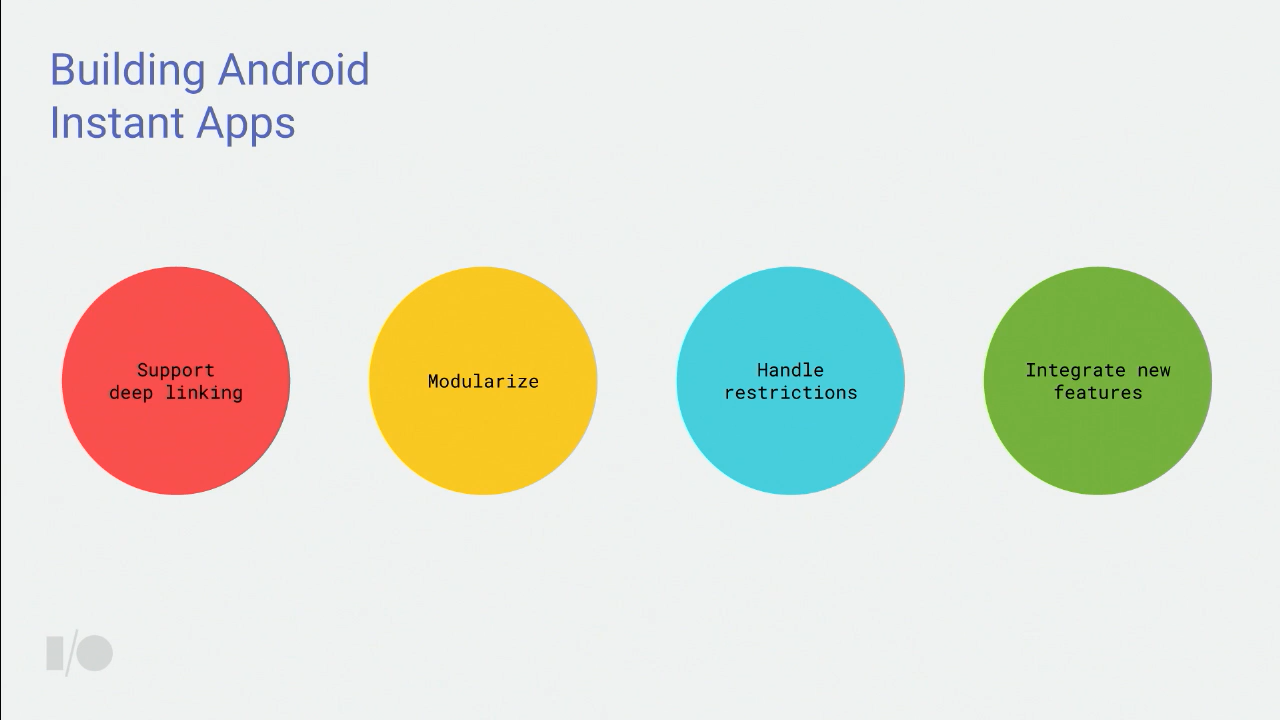 Building Android
Instant Apps
Support
deep linking
Modularize
Handle
restrictions
Integrate new
features
I/O